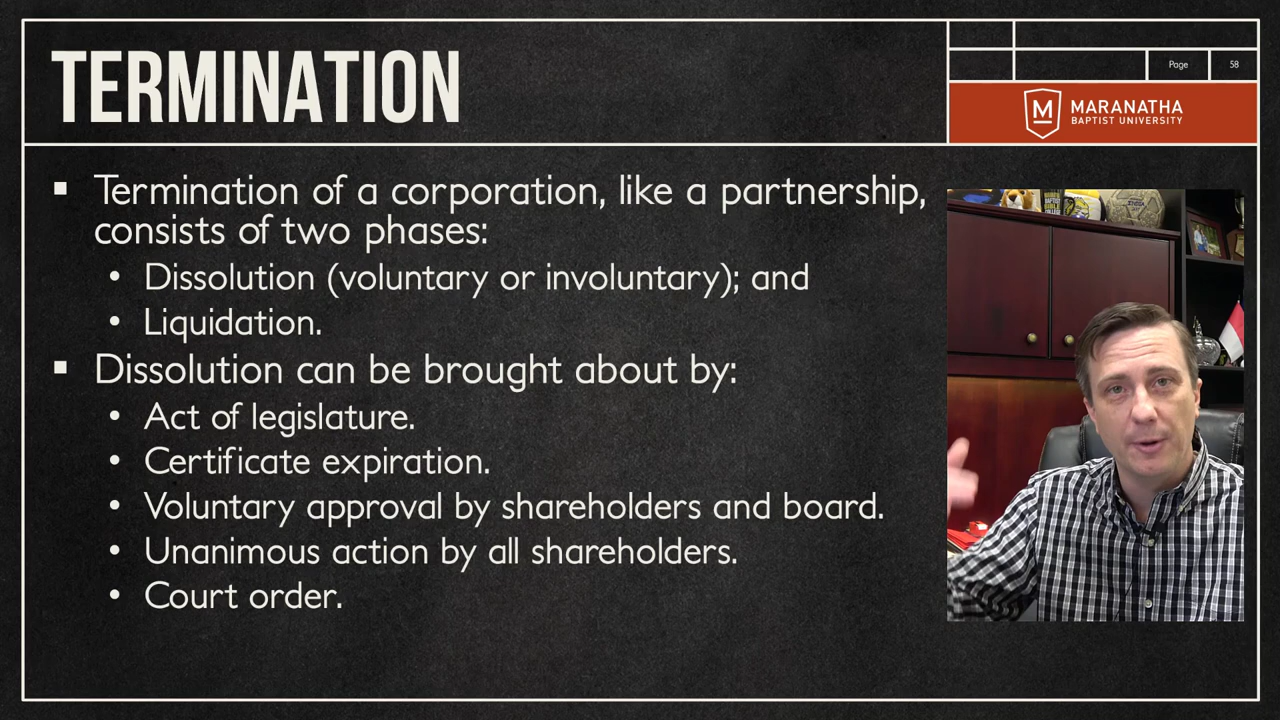 TERMINATION
Page 58
M MARANATHA
BAPTIST UNIVERSITY
▪ Termination of a corporation, like a partnership,
consists of two phases:
• Dissolution (voluntary or involuntary); and
• Liquidation.
▪ Dissolution can be brought about by:
• Act of legislature.
• Certificate expiration.
• Voluntary approval by shareholders and board.
• Unanimous action by all shareholders.
• Court order.